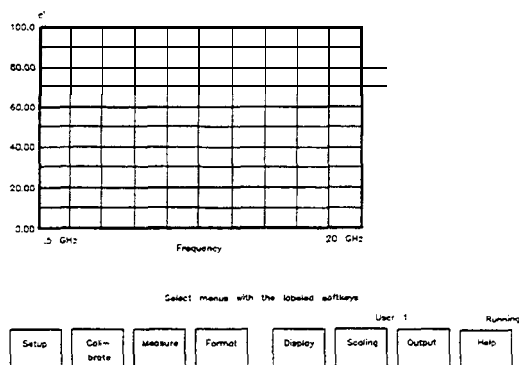 e'
100.0
80.00
60.00
40.00
20.00
0.00
.5 GHz
20 GHz
Frequency
Select menus with the labeled softkeys
User 1
Running
Setup
Cali-
brate
Measure
Format
Display
Scaling
Output
Help